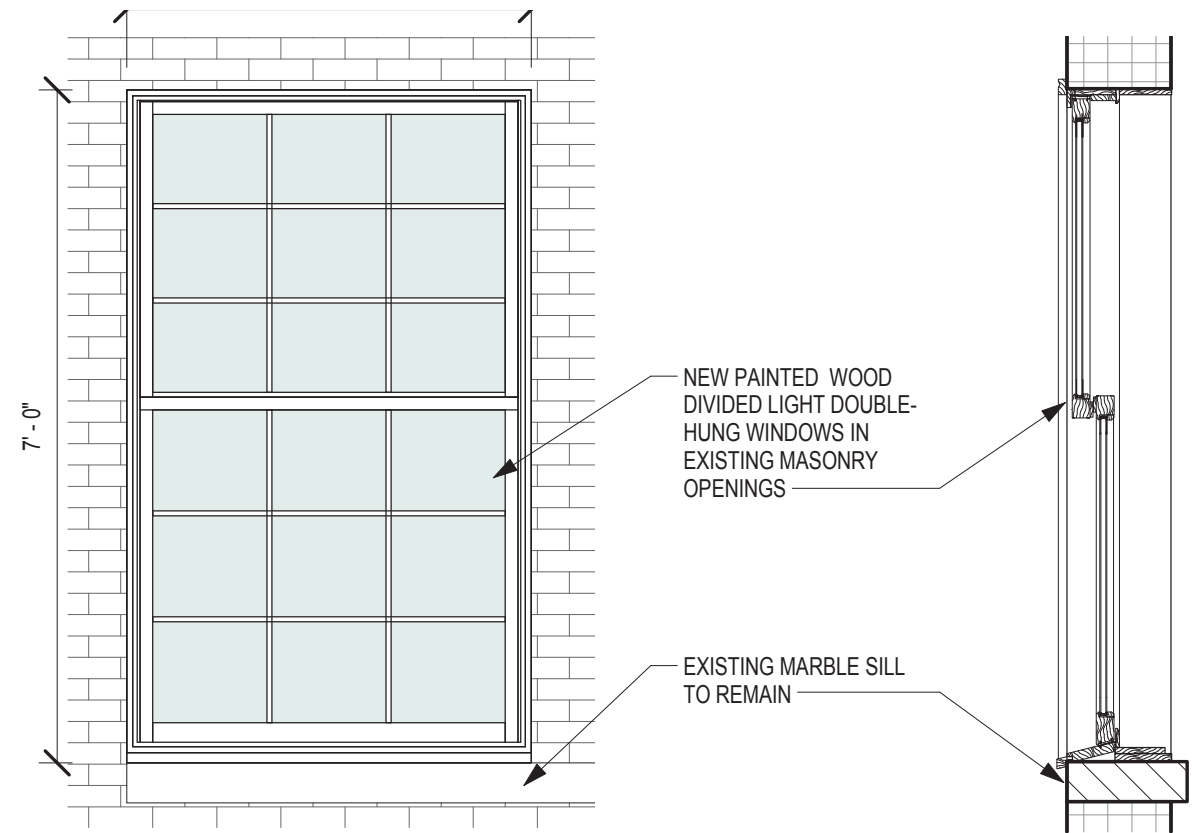 7' - 0"
NEW PAINTED WOOD
DIVIDED LIGHT DOUBLE-
HUNG WINDOWS IN
EXISTING MASONRY
OPENINGS
EXISTING MARBLE SILL
TO REMAIN